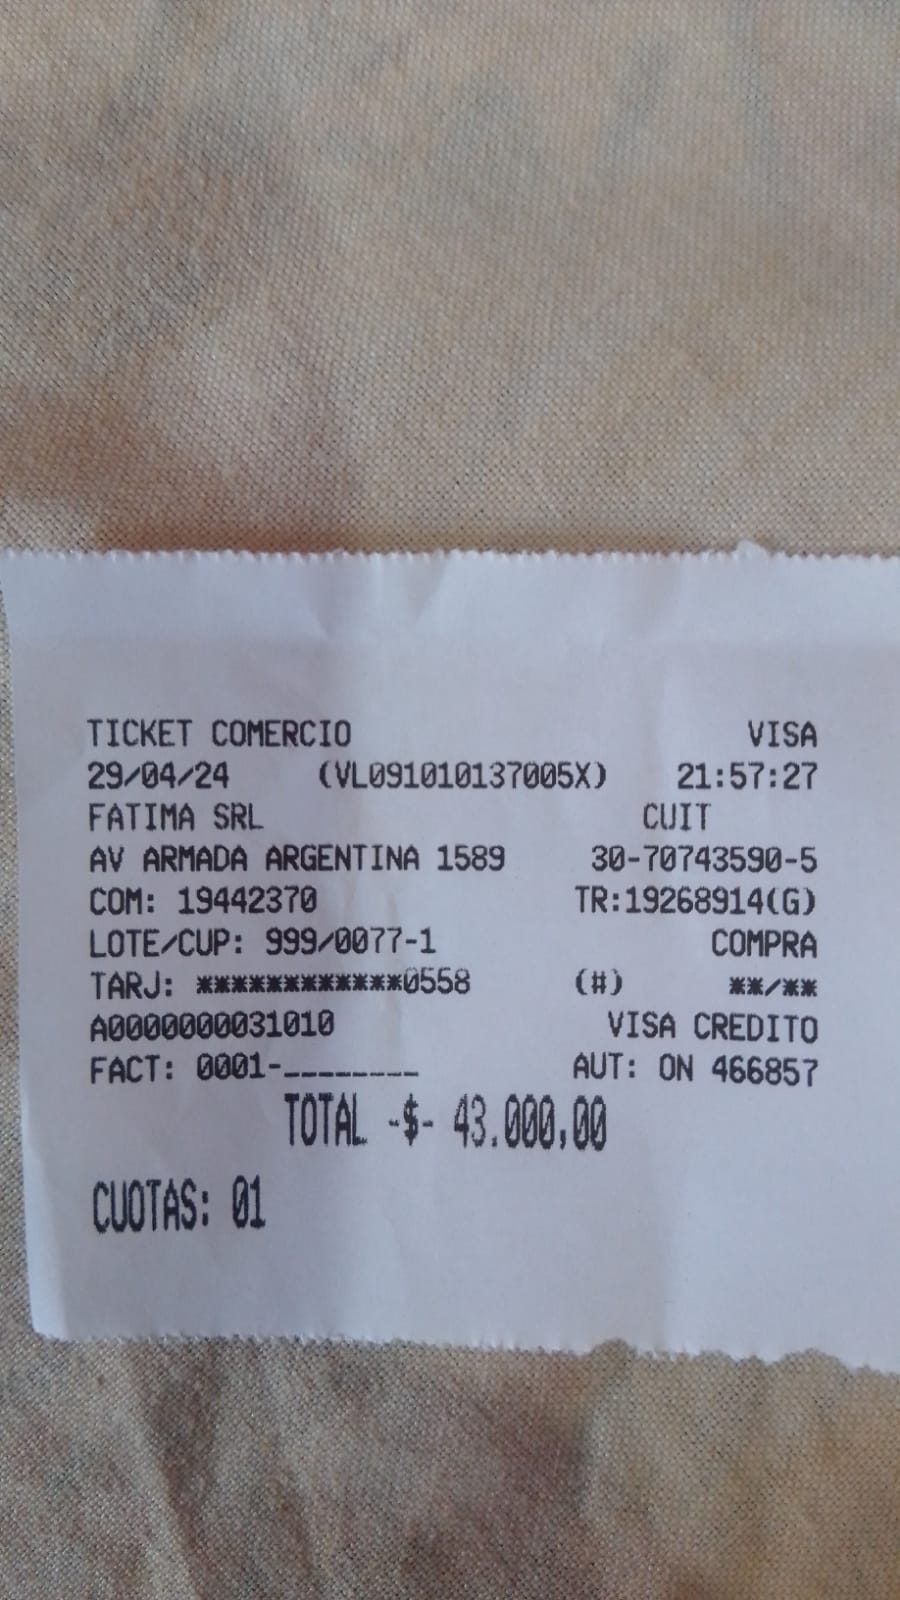 TICKET COMERCIO VISA
29/04/24 (VL091010137005X) 21:57:27
FATIMA SRL CUIT
AV ARMADA ARGENTINA 1589 30-70743590-5
COM: 19442370 TR:19268914(G)
LOTE/CUP: 999/0077-1 COMPRA
TARJ: ************0558 (#) **/**
A0000000031010 VISA CREDITO
FACT: 0001-________ AUT: ON 466857
TOTAL -$- 43.000,00
CUOTAS: 01